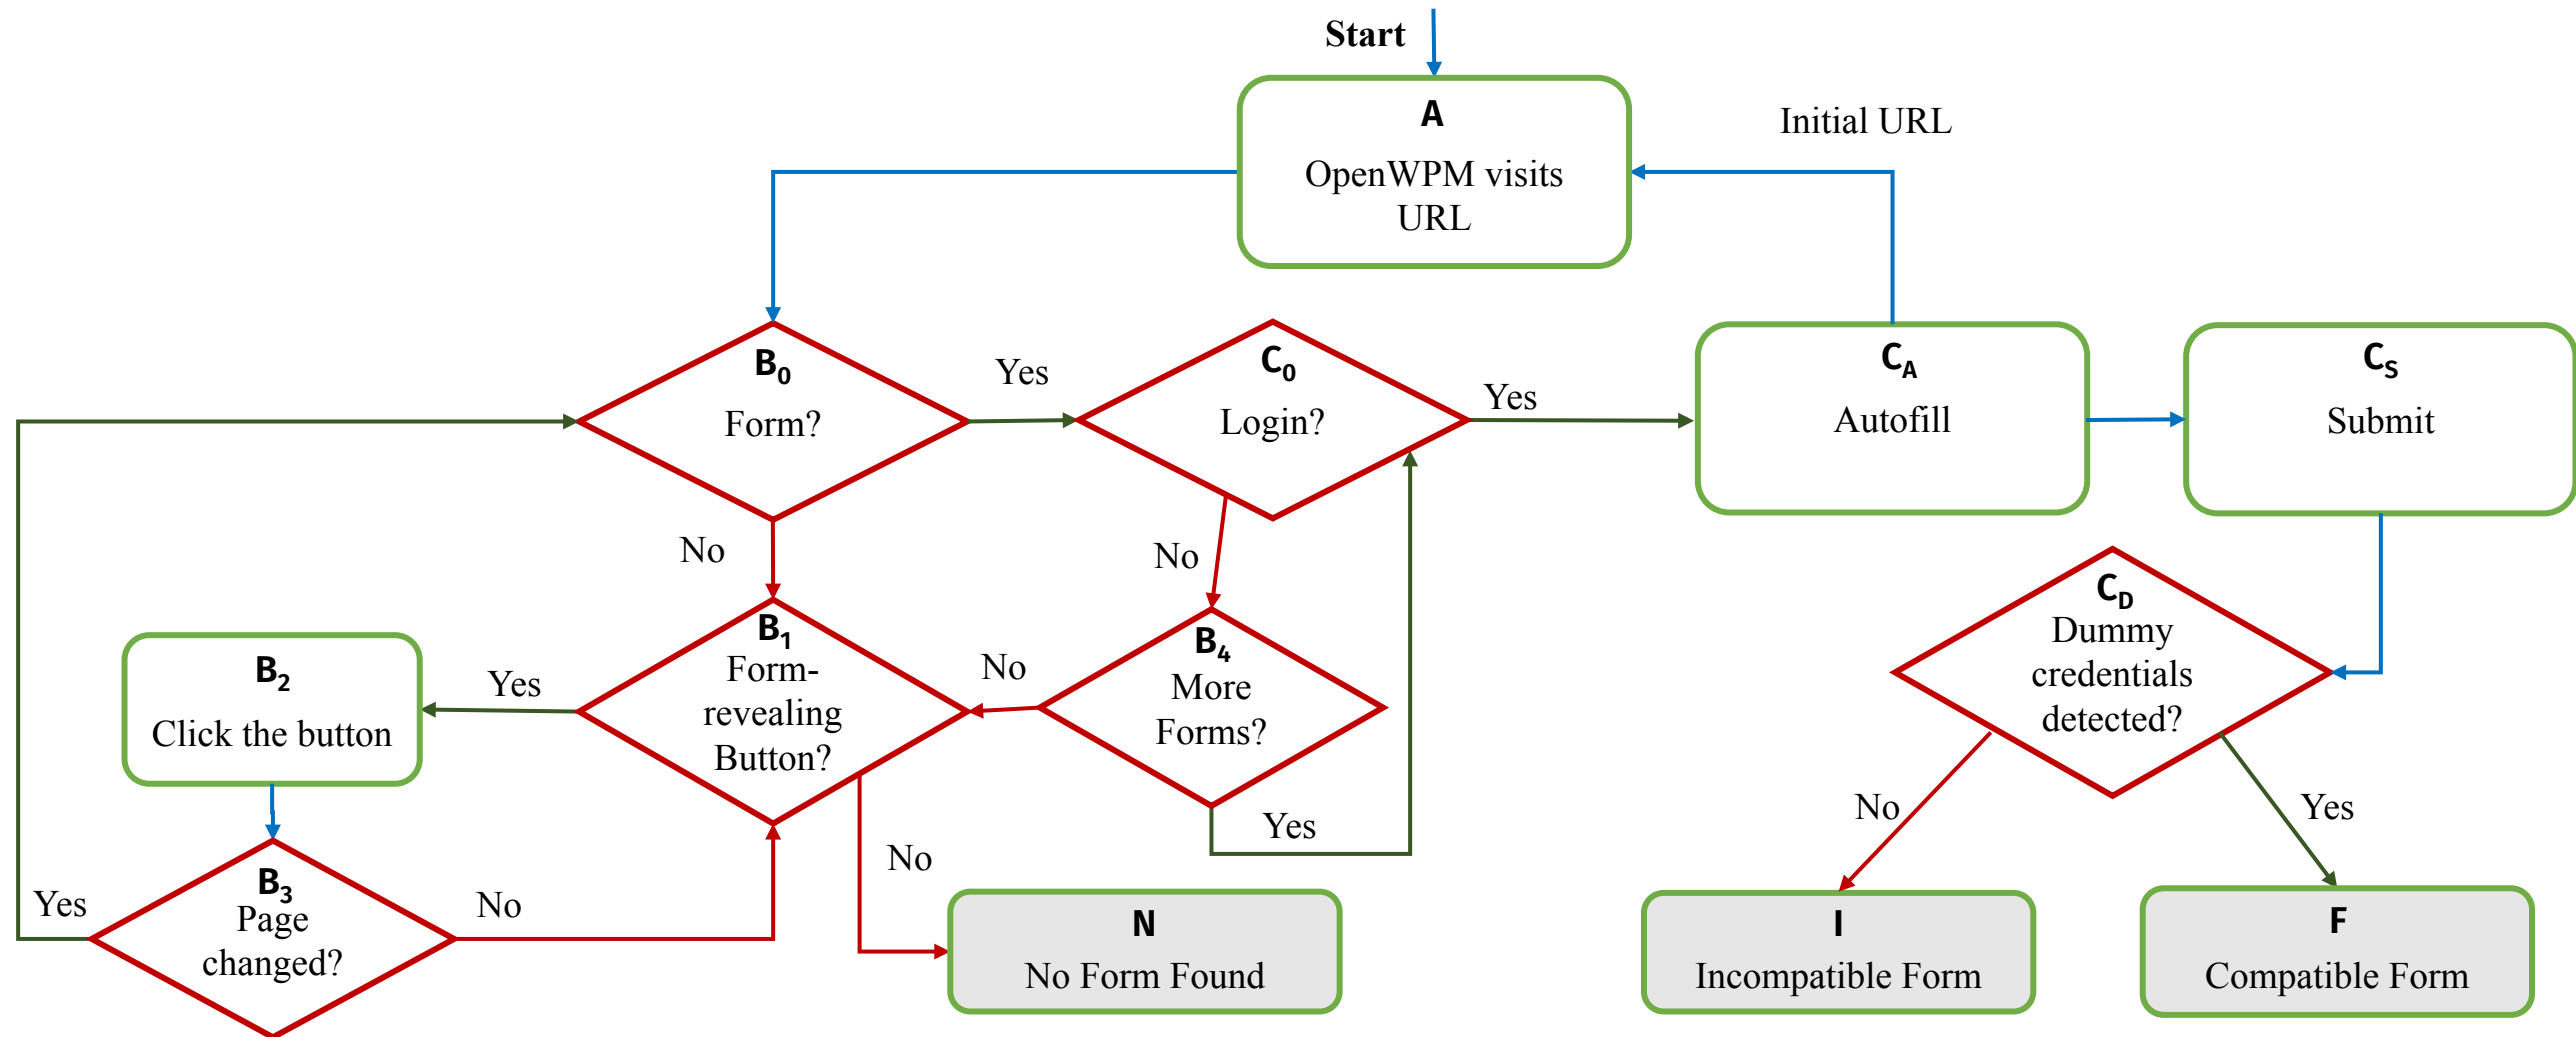 Start
A
OpenWPM visits
URL
Initial URL
B0
Form?
Yes
C0
Login?
Yes
CA
Autofill
CS
Submit
No
No
B1
Form-
revealing
Button?
Yes
B2
Click the button
No
B4
More
Forms?
Yes
CD
Dummy
credentials
detected?
No
Yes
B3
Page
changed?
Yes
No
No
N
No Form Found
I
Incompatible Form
F
Compatible Form